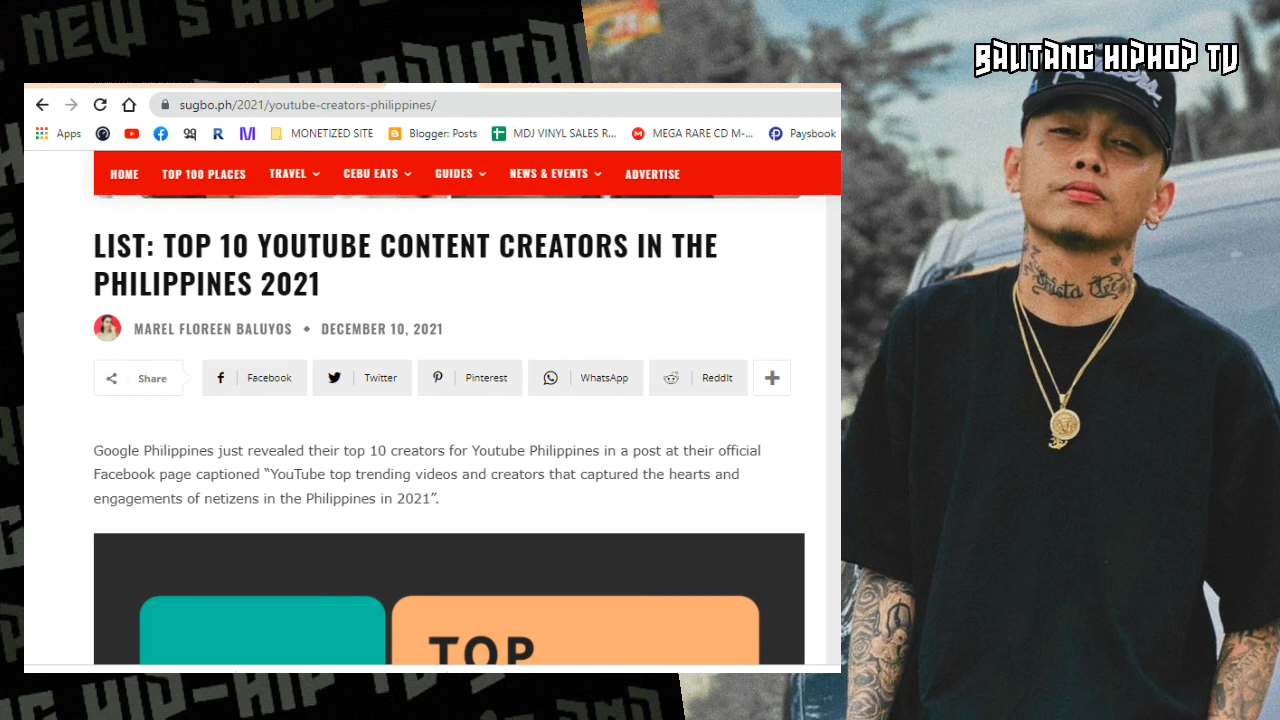 BALITANG HIPHOP TV
sugbo.ph/2021/youtube-creators-philippines/
Apps
MONETIZED SITE
Blogger: Posts
MDJ VINYL SALES R...
MEGA RARE CD M-...
Paysbook
HOME
TOP 100 PLACES
TRAVEL
CEBU EATS
GUIDES
NEWS & EVENTS
ADVERTISE
LIST: TOP 10 YOUTUBE CONTENT CREATORS IN THE
PHILIPPINES 2021
MAREL FLOREEN BALUYOS
DECEMBER 10, 2021
Share
Facebook
Twitter
Pinterest
WhatsApp
ReddIt
Google Philippines just revealed their top 10 creators for Youtube Philippines in a post at their official
Facebook page captioned “YouTube top trending videos and creators that captured the hearts and
engagements of netizens in the Philippines in 2021”.
TOP